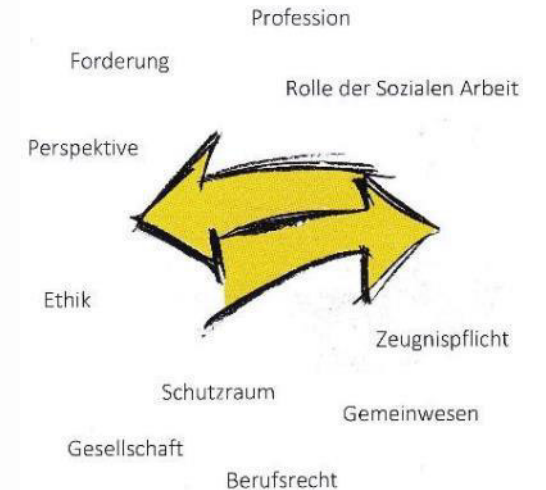 Profession
Forderung
Rolle der Sozialen Arbeit
Perspektive
Ethik
Zeugnispflicht
Schutzraum
Gemeinwesen
Gesellschaft
Berufsrecht